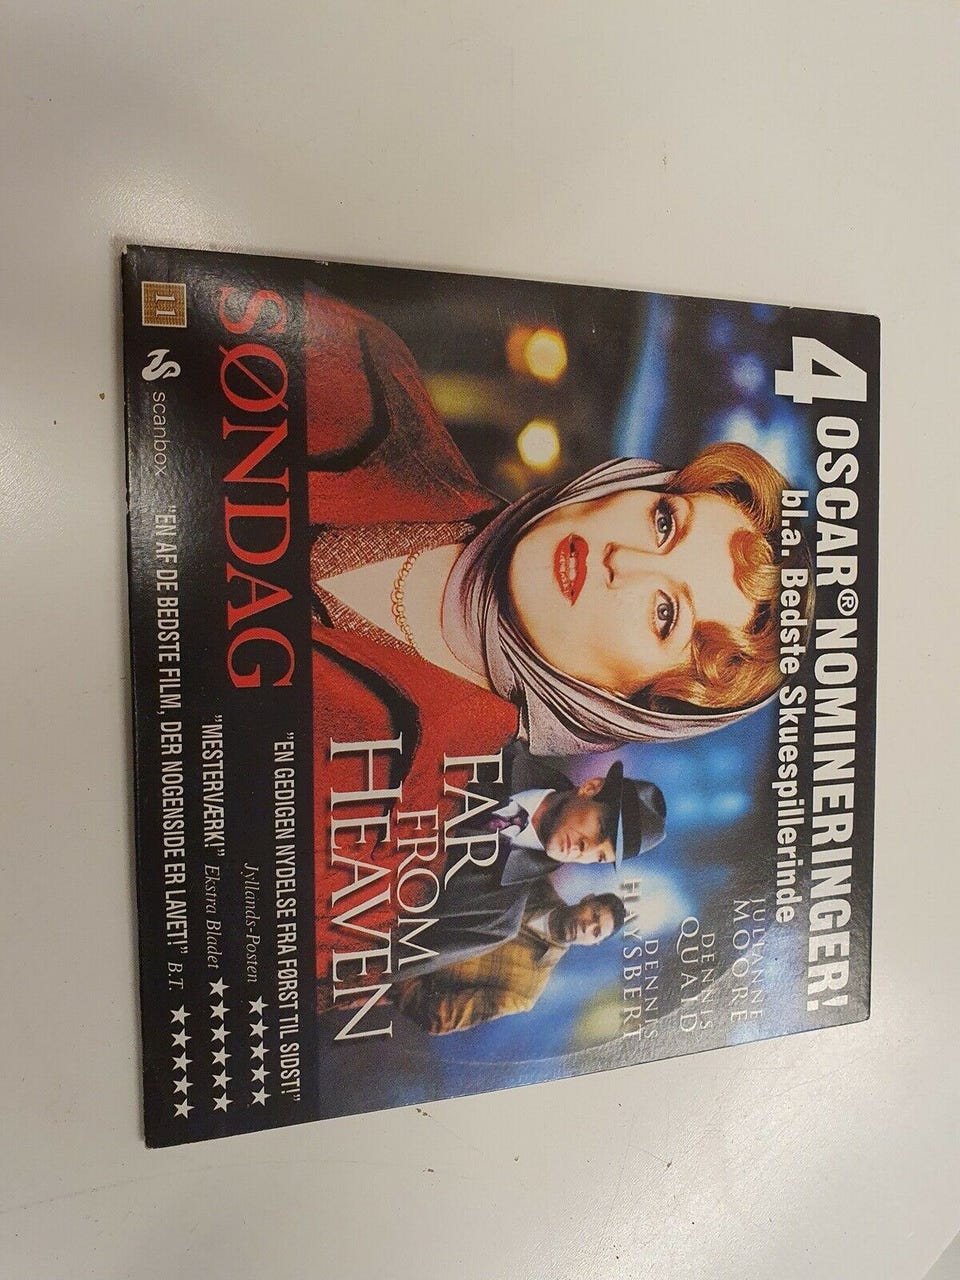 4 OSCAR® NOMINERINGER!
bl.a. Bedste Skuespillerinde
JULIANNE
MOORE
DENNIS
QUAID
DENNIS
HAYSBERT
FAR
FROM
HEAVEN
SØNDAG
"EN GEDIGEN NYDELSE FRA FØRST TIL SIDST!"
Jyllands-Posten ★★★★★
"MESTERVÆRK!" Ekstra Bladet ★★★★★★
"EN AF DE BEDSTE FILM, DER NOGENSIDE ER LAVET!" B.T. ★★★★★
11
scanbox